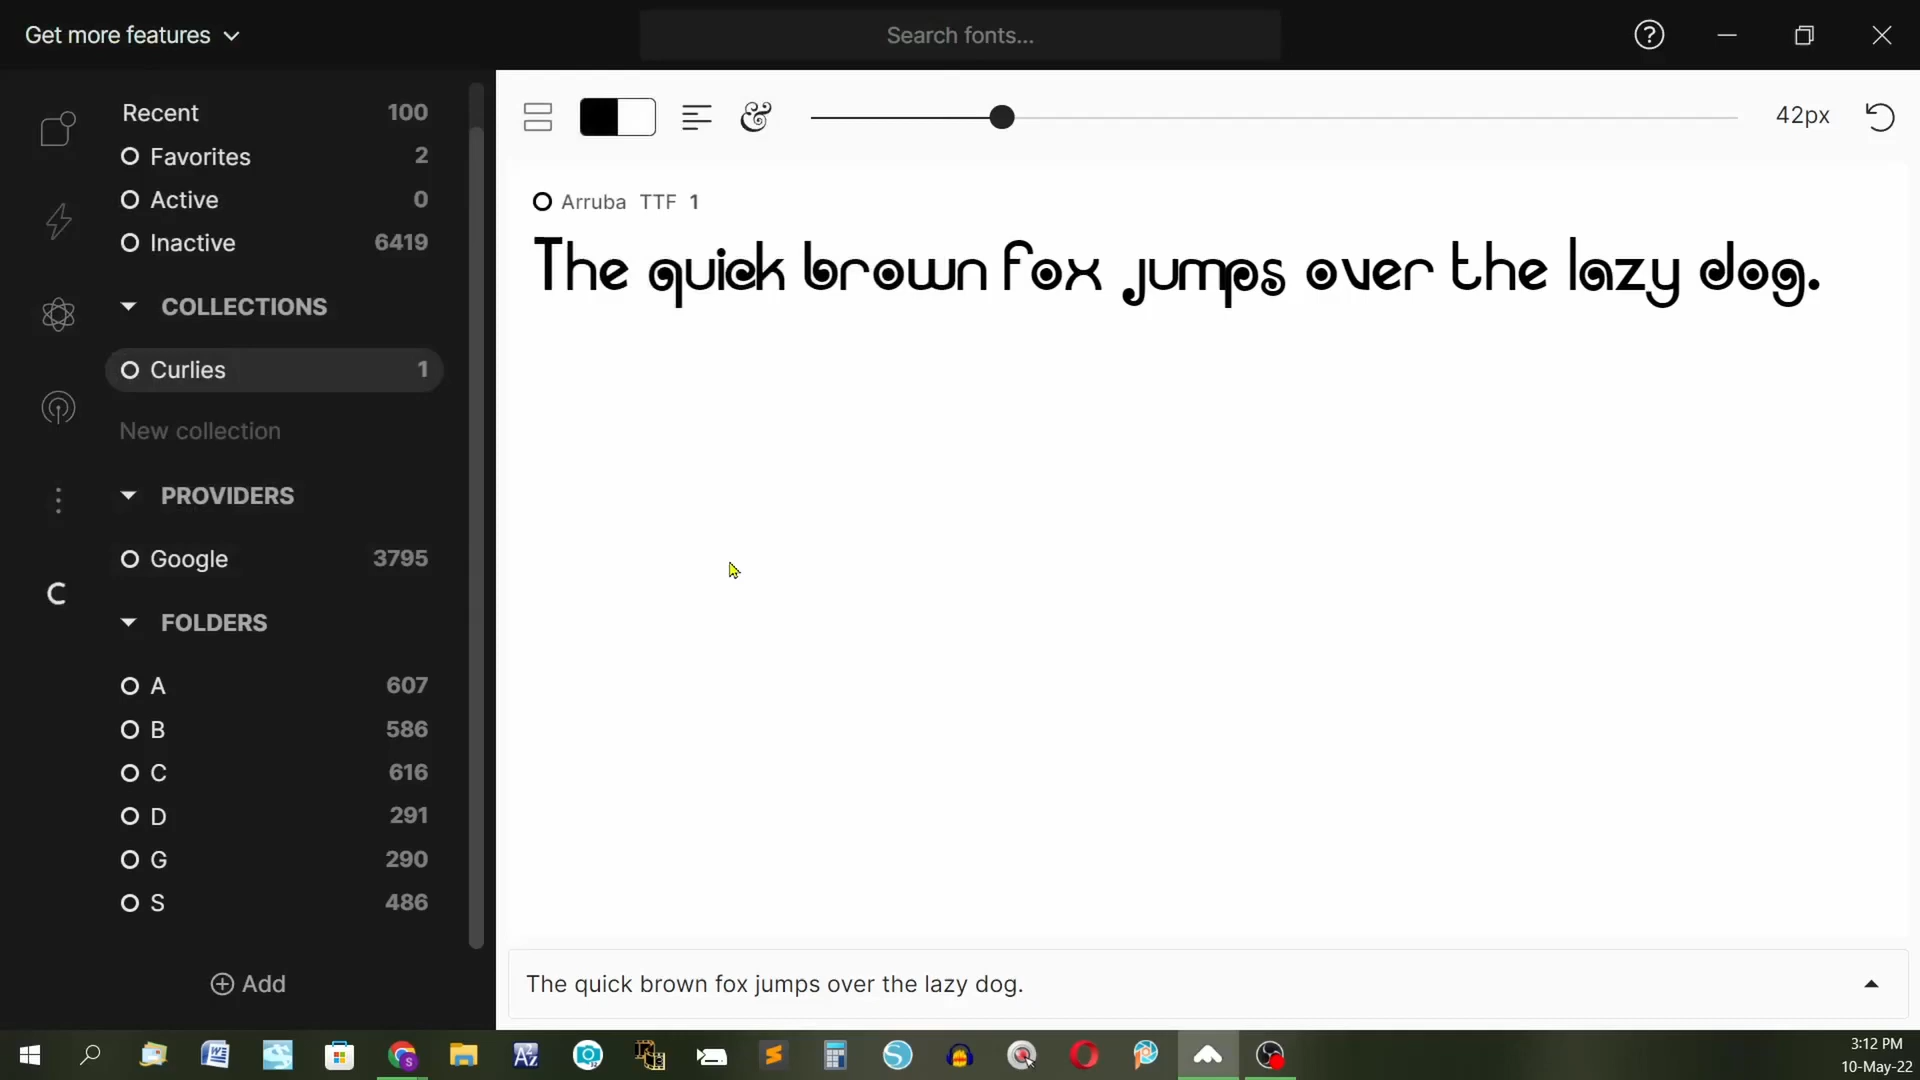 Get more features
Search fonts...
Recent 100
Favorites 2
Active 0
Inactive 6419
COLLECTIONS
Curlies 1
New collection
PROVIDERS
Google 3795
C
FOLDERS
A 607
B 586
C 616
D 291
G 290
S 486
Add
42px
Arruba TTF 1
The quick brown fox jumps over the lazy dog.
The quick brown fox jumps over the lazy dog.
3:12 PM
10-May-22